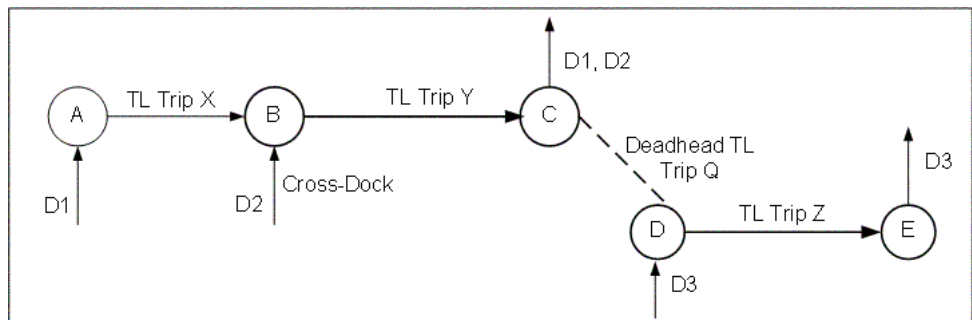 D1, D2
A
TL Trip X
B
TL Trip Y
C
Deadhead TL
Trip Q
D3
D1
D2
Cross-Dock
D
TL Trip Z
E
D3